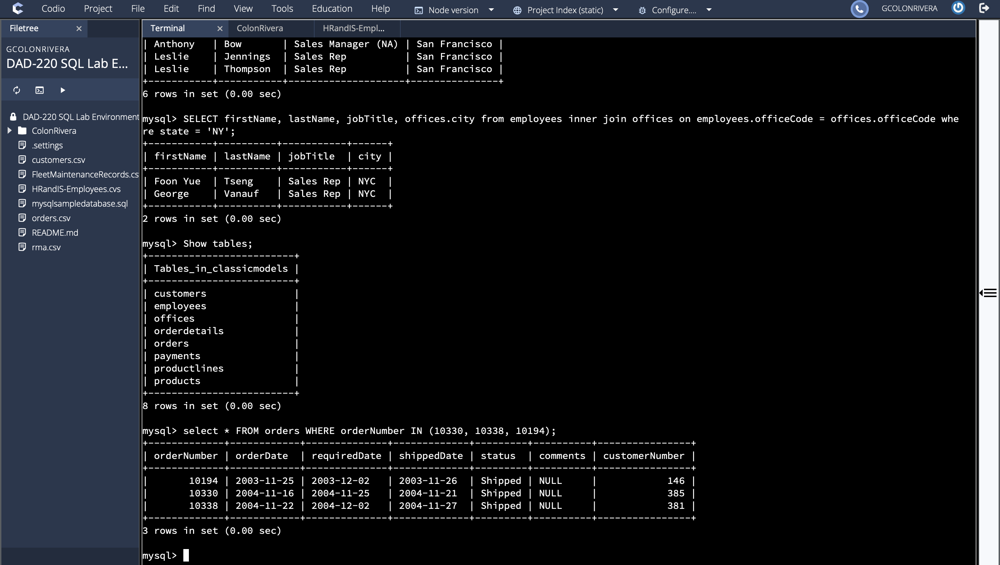 Codio Project File Edit Find View Tools Education Help Node version Project Index (static) Configure.... GCOLONRIVERA
Filetree
GCOLONRIVERA
DAD-220 SQL Lab E...
DAD-220 SQL Lab Environment
ColonRivera
.settings
customers.csv
FleetMaintenanceRecords.cs
HRandIS-Employees.cvs
mysqlsampledatabase.sql
orders.csv
README.md
rma.csv
Terminal ColonRivera HRandIS-Empl...
| Anthony   | Bow       | Sales Manager (NA) | San Francisco |
| Leslie    | Jennings  | Sales Rep          | San Francisco |
| Leslie    | Thompson  | Sales Rep          | San Francisco |
+-----------+-----------+--------------------+---------------+
6 rows in set (0.00 sec)
mysql> SELECT firstName, lastName, jobTitle, offices.city from employees inner join offices on employees.officeCode = offices.officeCode whe
re state = 'NY';
+-----------+----------+-----------+------+
| firstName | lastName | jobTitle  | city |
+-----------+----------+-----------+------+
| Foon Yue  | Tseng    | Sales Rep | NYC  |
| George    | Vanauf   | Sales Rep | NYC  |
+-----------+----------+-----------+------+
2 rows in set (0.00 sec)
mysql> Show tables;
+-------------------------+
| Tables_in_classicmodels |
+-------------------------+
| customers               |
| employees               |
| offices                 |
| orderdetails            |
| orders                  |
| payments                |
| productlines            |
| products                |
+-------------------------+
8 rows in set (0.00 sec)
mysql> select * FROM orders WHERE orderNumber IN (10330, 10338, 10194);
+-------------+------------+--------------+-------------+---------+----------+----------------+
| orderNumber | orderDate  | requiredDate | shippedDate | status  | comments | customerNumber |
+-------------+------------+--------------+-------------+---------+----------+----------------+
|       10194 | 2003-11-25 | 2003-12-02   | 2003-11-26  | Shipped | NULL     |            146 |
|       10330 | 2004-11-16 | 2004-11-25   | 2004-11-21  | Shipped | NULL     |            385 |
|       10338 | 2004-11-22 | 2004-12-02   | 2004-11-27  | Shipped | NULL     |            381 |
+-------------+------------+--------------+-------------+---------+----------+----------------+
3 rows in set (0.00 sec)
mysql>